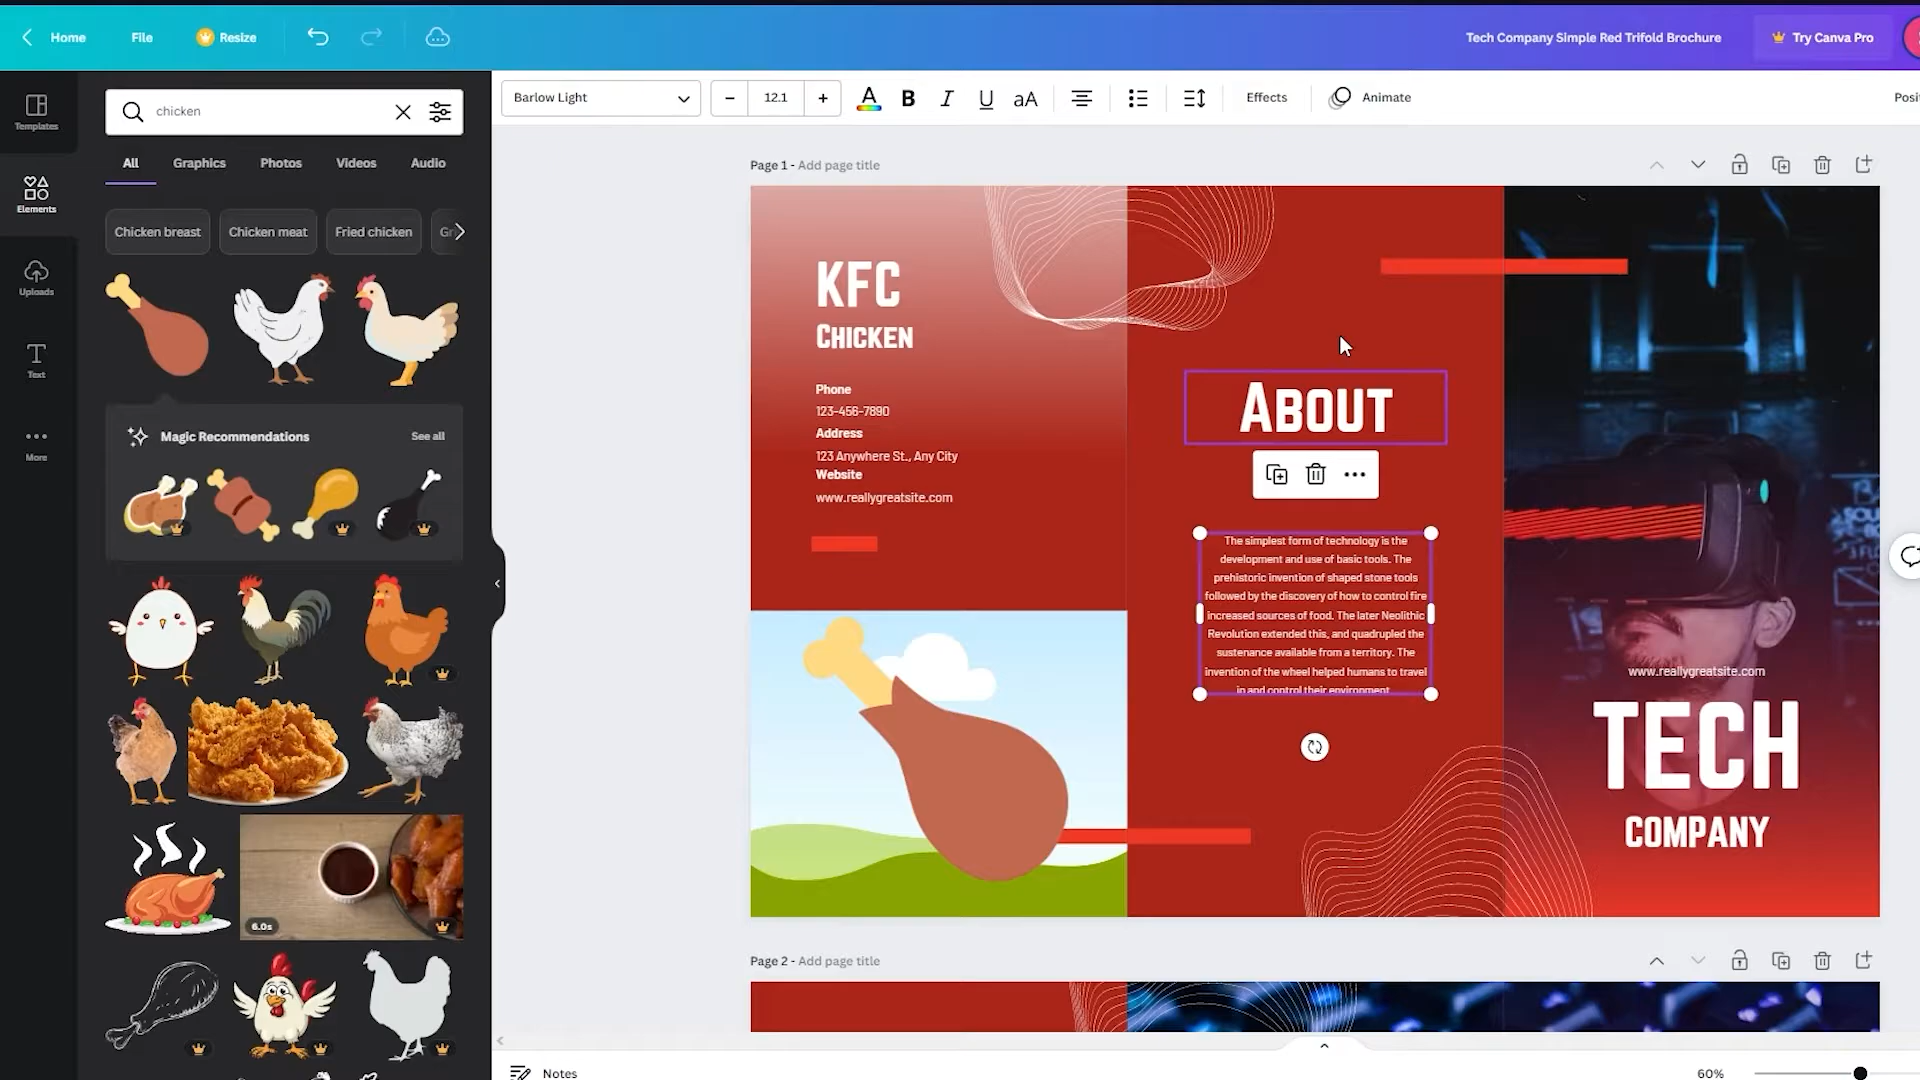 Home
File
Resize
Tech Company Simple Red Trifold Brochure
Try Canva Pro
Templates
Elements
Uploads
Text
More
chicken
All
Graphics
Photos
Videos
Audio
Chicken breast
Chicken meat
Fried chicken
Magic Recommendations
See all
6.0s
Barlow Light
12.1
A
B
I
U
aA
Effects
Animate
Page 1 - Add page title
KFC
CHICKEN
Phone
123-456-7890
Address
123 Anywhere St., Any City
Website
www.reallygreatsite.com
ABOUT
The simplest form of technology is the
development and use of basic tools. The
prehistoric invention of shaped stone tools
followed by the discovery of how to control fire
increased sources of food. The later Neolithic
Revolution extended this, and quadrupled the
sustenance available from a territory. The
invention of the wheel helped humans to travel
in and control their environment.
www.reallygreatsite.com
TECH
COMPANY
Page 2 - Add page title
Notes
60%